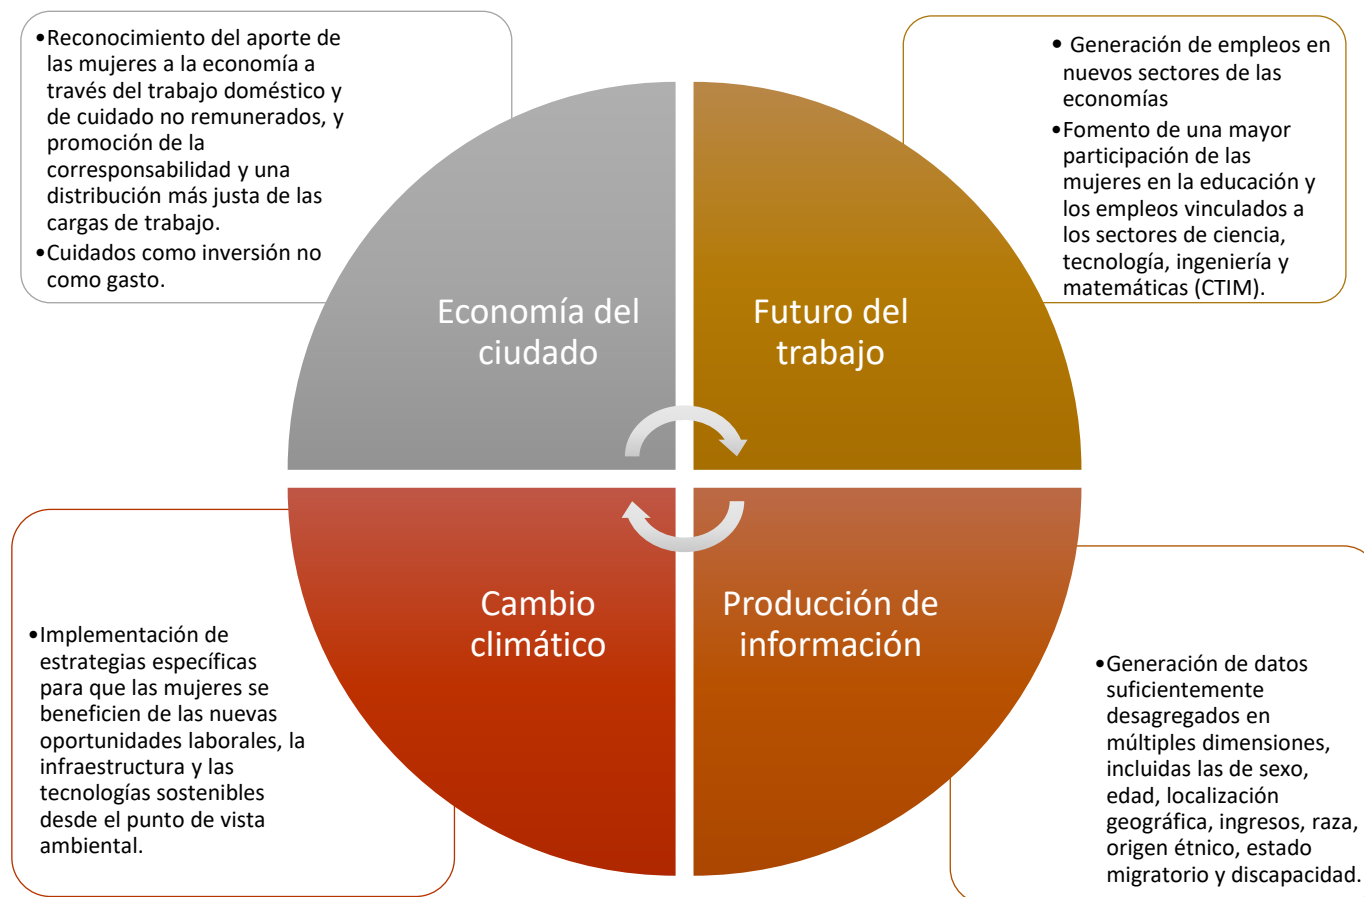 •Reconocimiento del aporte de
las mujeres a la economía a
través del trabajo doméstico y
de cuidado no remunerados, y
promoción de la
corresponsabilidad y una
distribución más justa de las
cargas de trabajo.
•Cuidados como inversión no
como gasto.
• Generación de empleos en
nuevos sectores de las
economías
•Fomento de una mayor
participación de las
mujeres en la educación y
los empleos vinculados a
los sectores de ciencia,
tecnología, ingeniería y
matemáticas (CTIM).
Economía del
ciudado
Futuro del
trabajo
Cambio
climático
Producción de
información
•Implementación de
estrategias específicas
para que las mujeres se
beneficien de las nuevas
oportunidades laborales, la
infraestructura y las
tecnologías sostenibles
desde el punto de vista
ambiental.
•Generación de datos
suficientemente
desagregados en
múltiples dimensiones,
incluidas las de sexo,
edad, localización
geográfica, ingresos, raza,
origen étnico, estado
migratorio y discapacidad.